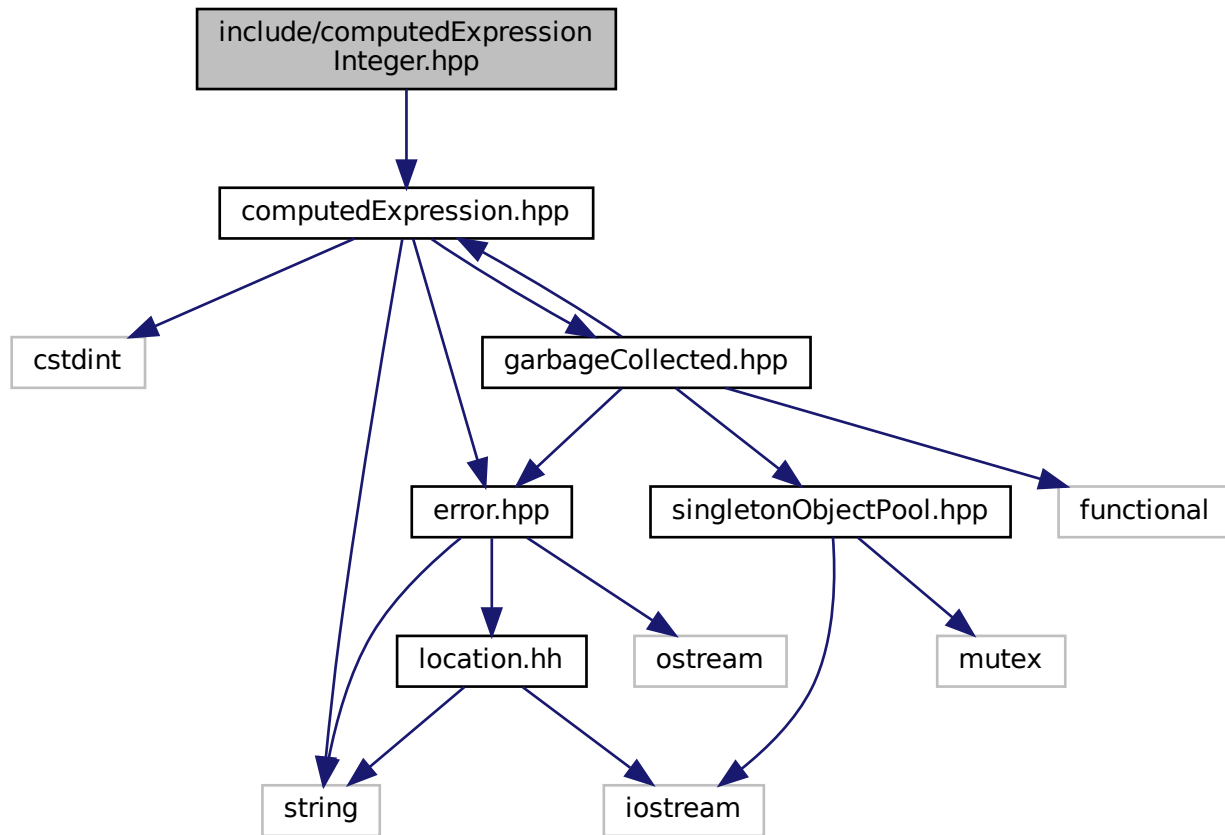 include/computedExpression
Integer.hpp
computedExpression.hpp
cstdint
garbageCollected.hpp
error.hpp
singletonObjectPool.hpp
functional
location.hh
ostream
mutex
string
iostream